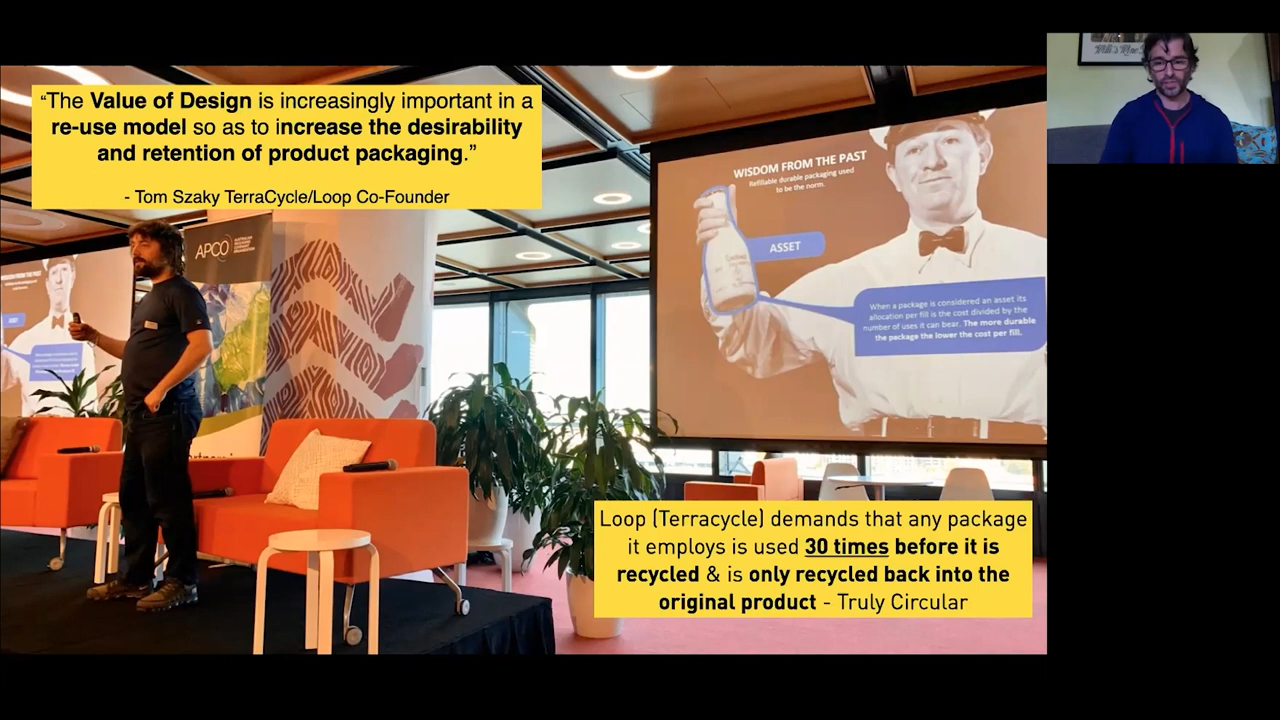 “The Value of Design is increasingly important in a
re-use model so as to increase the desirability
and retention of product packaging.”
- Tom Szaky TerraCycle/Loop Co-Founder
WISDOM FROM THE PAST
Refillable durable packaging used
to be the norm.
ASSET
When a package is considered an asset its
allocation per fill is the cost divided by the
number of uses it can bear. The more durable
the package the lower the cost per fill.
APCO
WISDOM FROM THE PAST
Loop (Terracycle) demands that any package
it employs is used 30 times before it is
recycled & is only recycled back into the
original product - Truly Circular